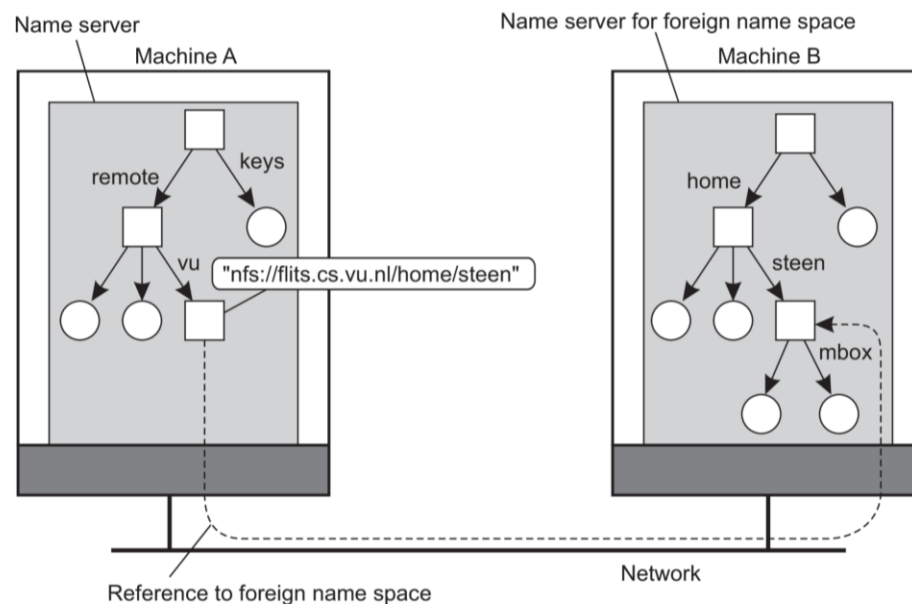 Name server
Name server for foreign name space
Machine A
Machine B
keys
remote
home
vu
steen
"nfs://flits.cs.vu.nl/home/steen"
mbox
Network
Reference to foreign name space